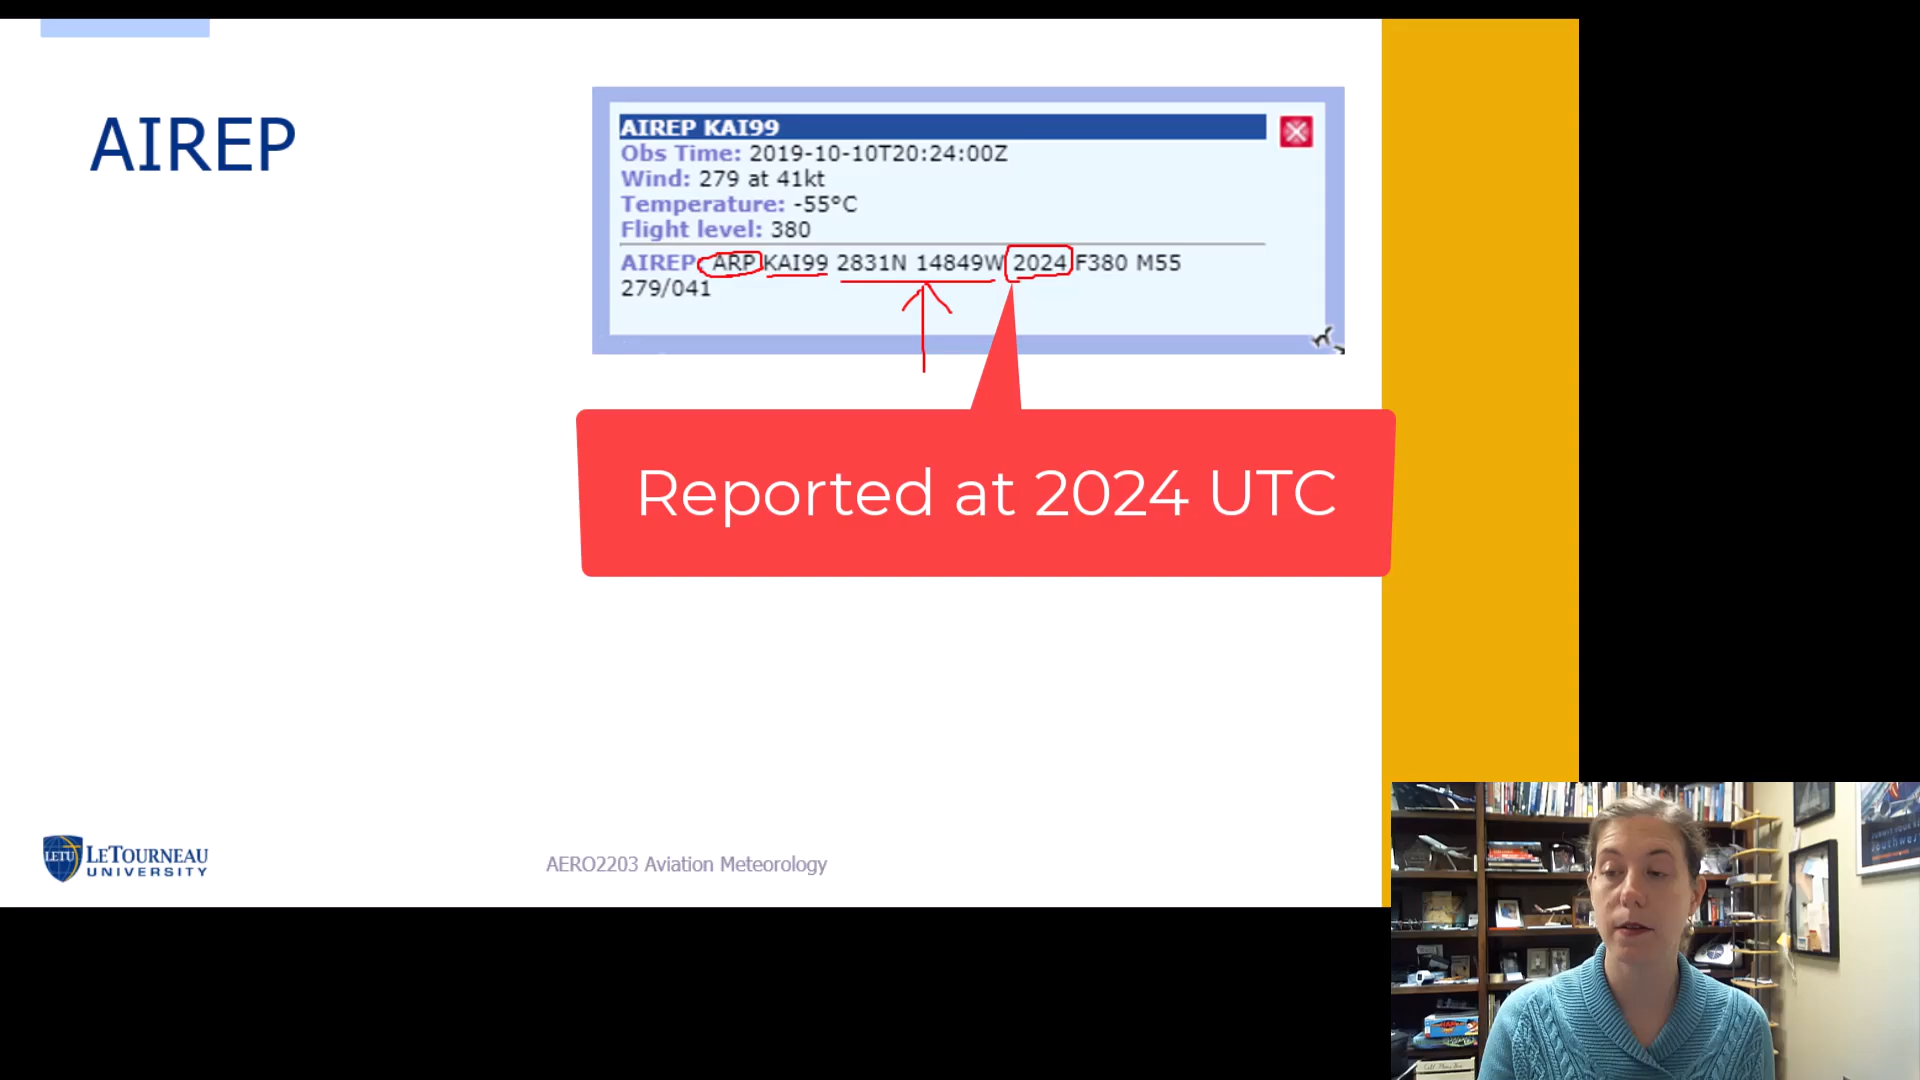 AIREP
AIREP KAI99
Obs Time: 2019-10-10T20:24:00Z
Wind: 279 at 41kt
Temperature: -55°C
Flight level: 380
AIREP: ARP KAI99 2831N 14849W 2024 F380 M55
279/041
Reported at 2024 UTC
LETU LETOURNEAU
UNIVERSITY
AERO2203 Aviation Meteorology